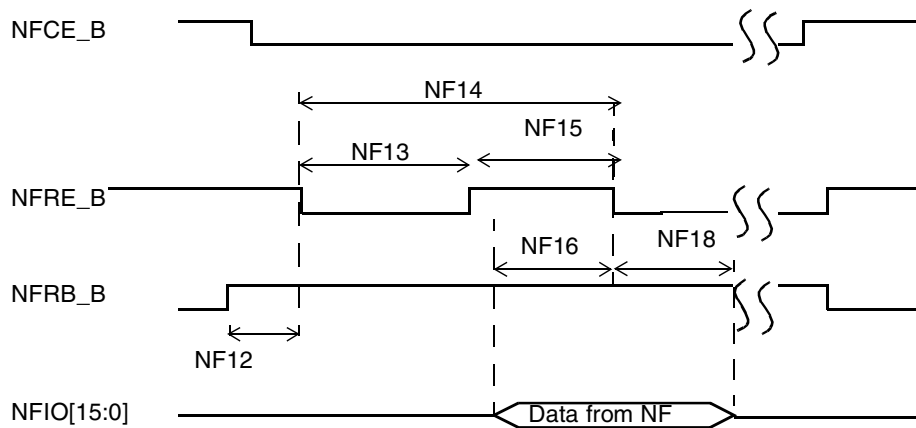 NFCE_B
NF14
NF15
NF13
NFRE_B
NF16
NF18
NFRB_B
NF12
NFIO[15:0]
Data from NF